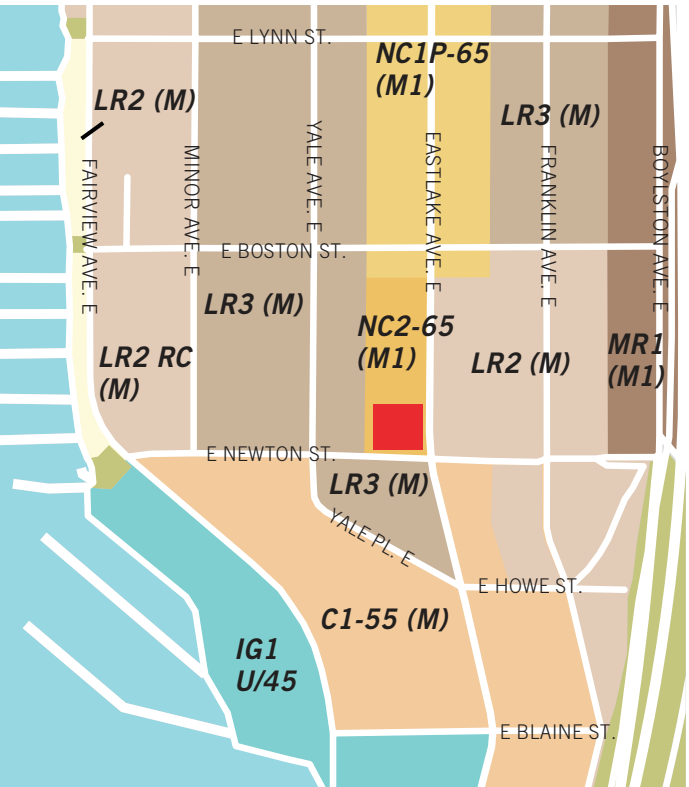 E LYNN ST.
NC1P-65
(M1)
LR2 (M)
LR3 (M)
FAIRVIEW AVE. E
MINOR AVE. E
YALE AVE. E
EASTLAKE AVE. E
FRANKLIN AVE. E
BOYLSTON AVE. E
E BOSTON ST.
LR3 (M)
NC2-65
(M1)
LR2 RC
(M)
LR2 (M)
MR1
(M1)
E NEWTON ST.
LR3 (M)
YALE PL. E
E HOWE ST.
C1-55 (M)
IG1
U/45
E BLAINE ST.